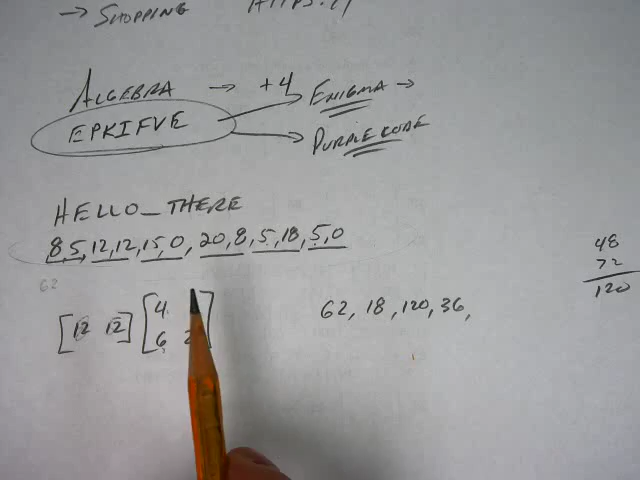 → SHOPPING
ALGEBRA → +4 ENIGMA →
EPKIFVE PURPLE CODE
HELLO_THERE
8,5,12,12,15,0,20,8,5,18,5,0
62
[12 12] [4
6 2]
62, 18, 120, 36,
48
72
120